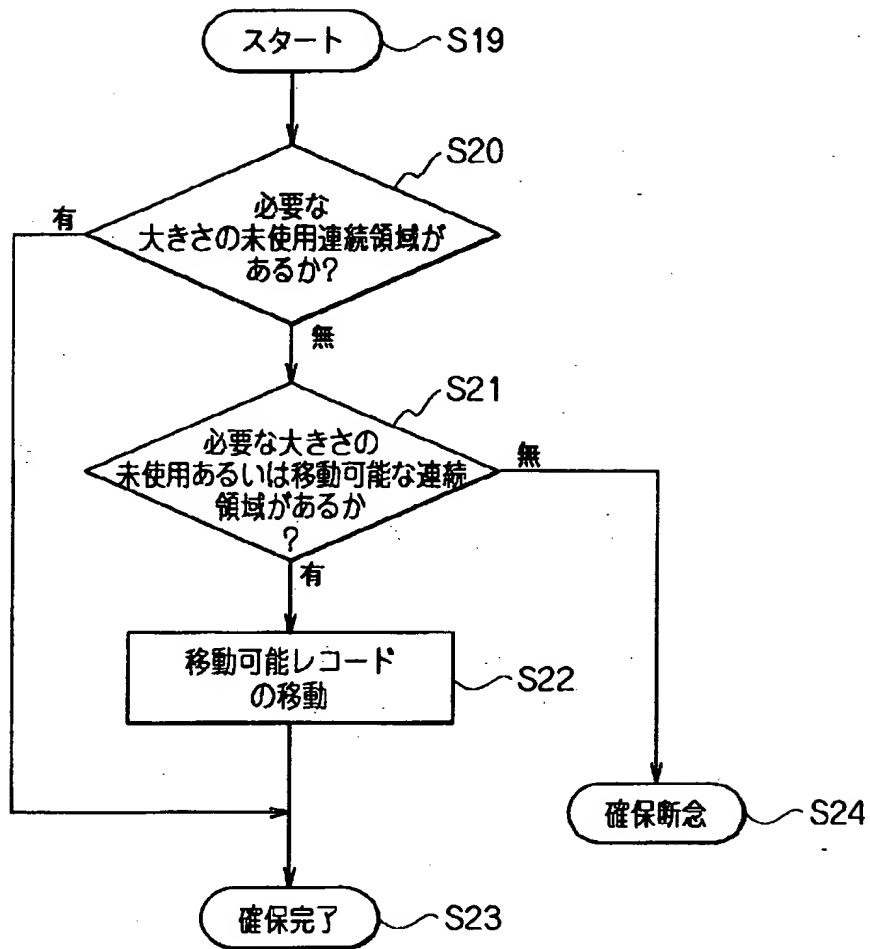 スタート
S19
S20
必要な
大きさの未使用連続領域が
あるか?
有
無
S21
必要な大きさの
未使用あるいは移動可能な連続
領域があるか
?
無
有
移動可能レコード
の移動
S22
確保断念
S24
確保完了
S23